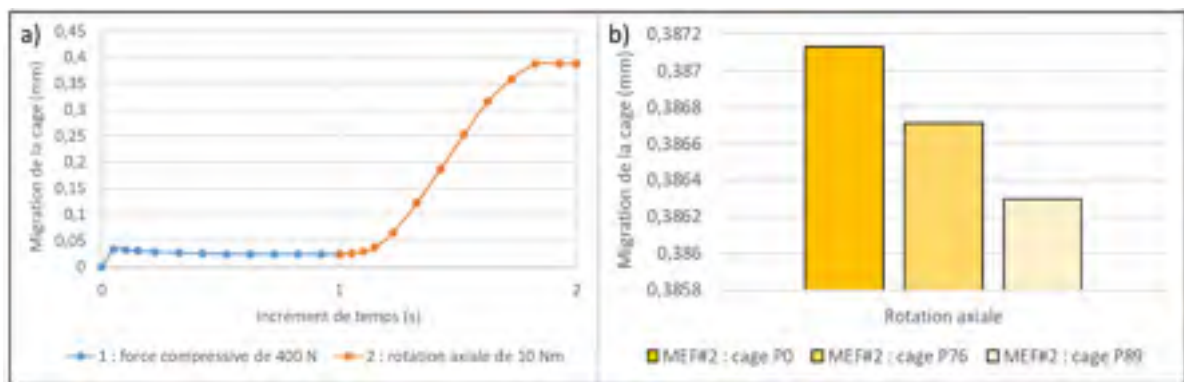 a)
Migration de la cage (mm)
0,45
0,4
0,35
0,3
0,25
0,2
0,15
0,1
0,05
0
0 1 2
Incrément de temps (s)
1 : force compressive de 400 N 2 : rotation axiale de 10 Nm
b)
Migration de la cage (mm)
0,3872
0,387
0,3868
0,3866
0,3864
0,3862
0,386
0,3858
Rotation axiale
MEF#2 : cage P0 MEF#2 : cage P76 MEF#2 : cage P89